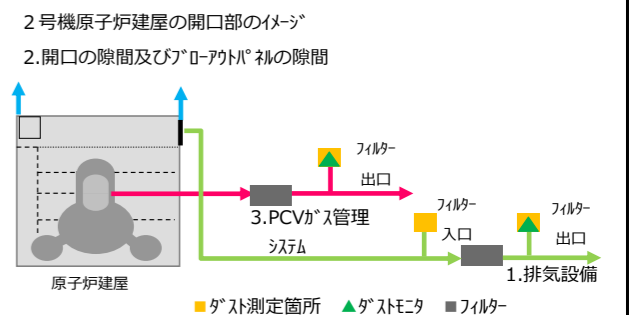 ２号機原子炉建屋の開口部のｲﾒｰｼﾞ
2.開口の隙間及びﾌﾞﾛｰｱｳﾄﾊﾟﾈﾙの隙間
ﾌｨﾙﾀｰ
出口
3.PCVｶﾞｽ管理
ｼｽﾃﾑ
ﾌｨﾙﾀｰ
入口
ﾌｨﾙﾀｰ
出口
1.排気設備
原子炉建屋
■ﾀﾞｽﾄ測定箇所 ▲ﾀﾞｽﾄﾓﾆﾀ ■ﾌｨﾙﾀｰ